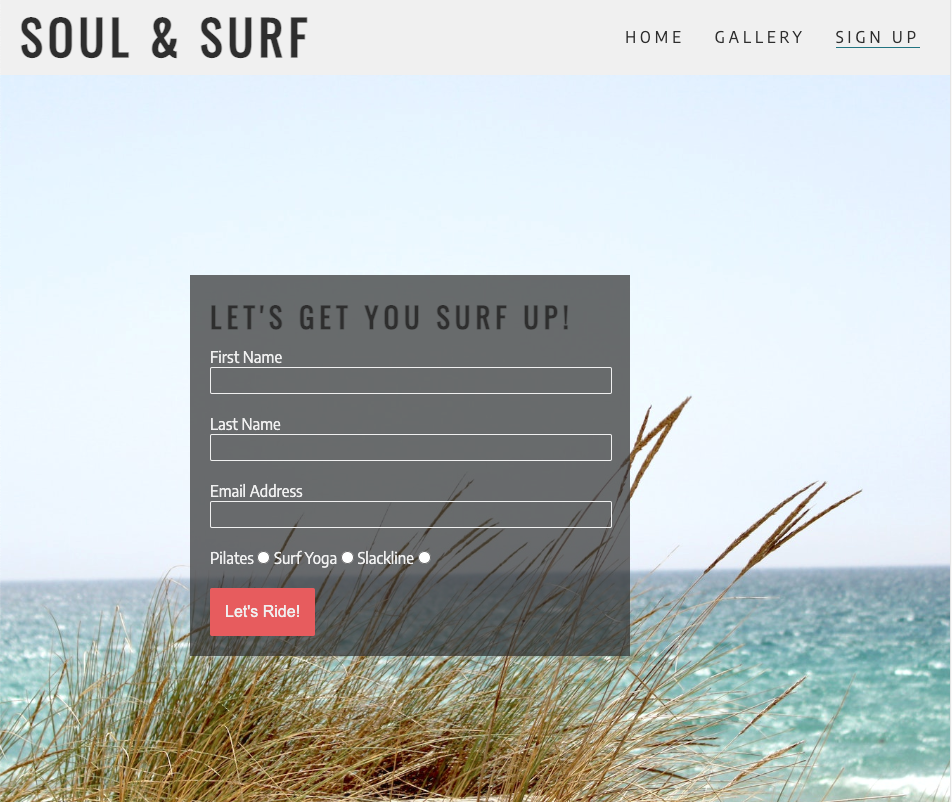 SOUL & SURF
HOME GALLERY SIGN UP
LET'S GET YOU SURF UP!
First Name
Last Name
Email Address
Pilates Surf Yoga Slackline
Let's Ride!